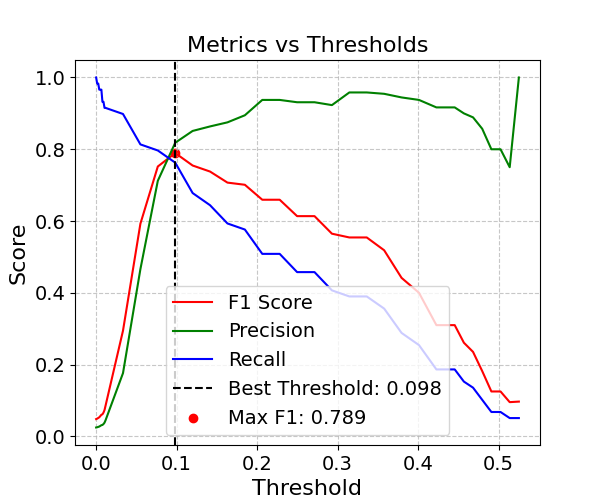 Metrics vs Thresholds
Score
1.0
0.8
0.6
0.4
0.2
0.0
F1 Score
Precision
Recall
Best Threshold: 0.098
Max F1: 0.789
0.0 0.1 0.2 0.3 0.4 0.5
Threshold